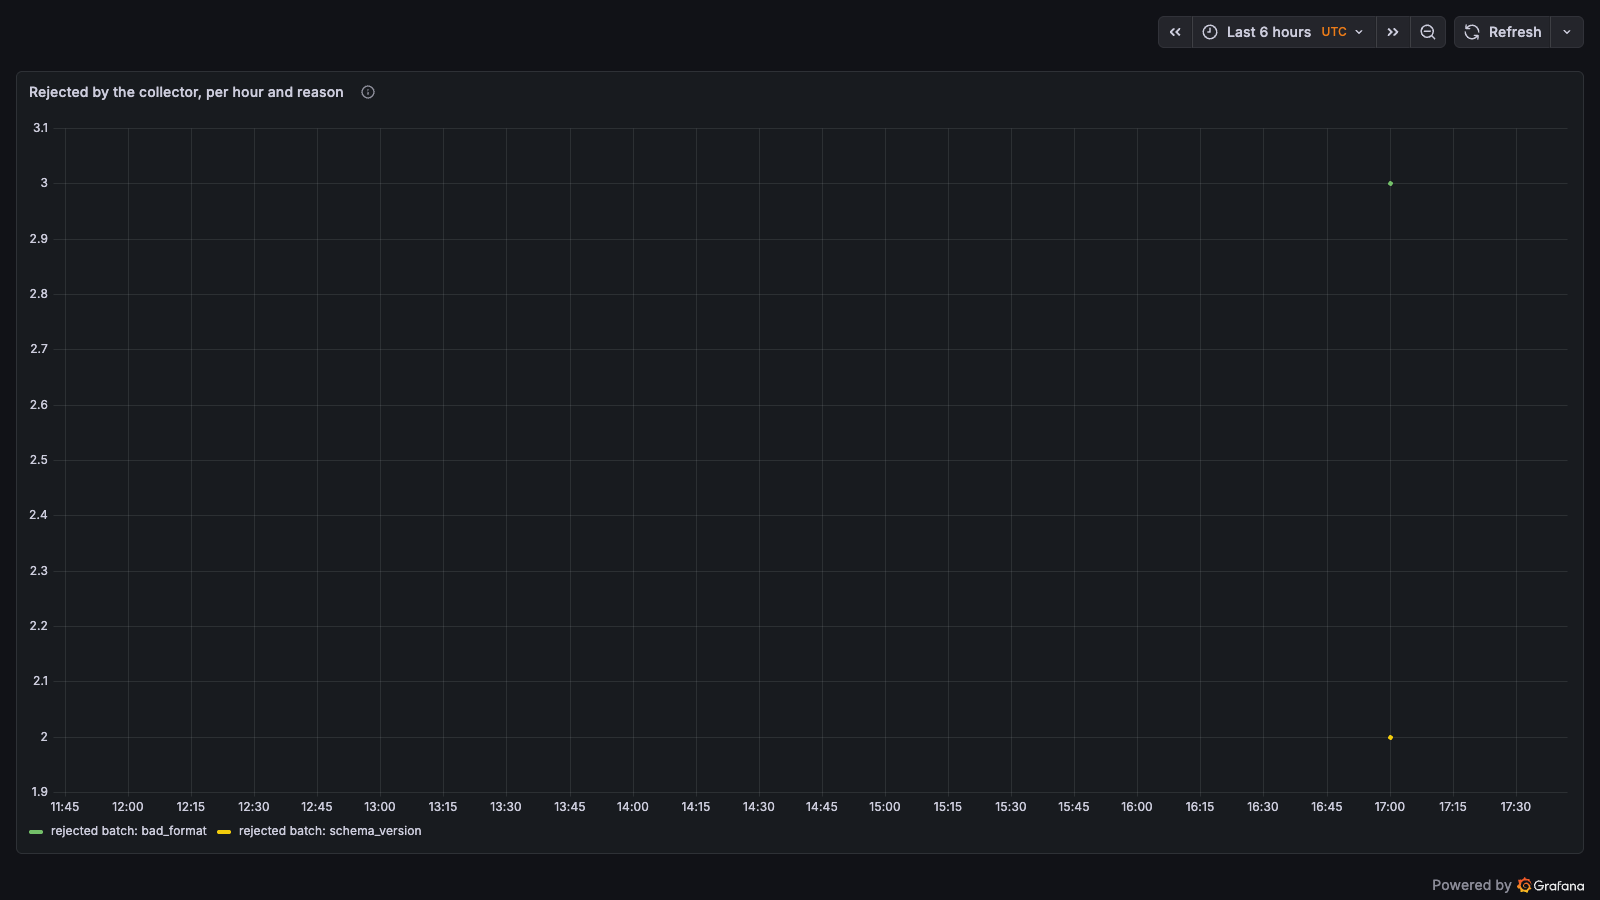 Last 6 hours UTC
Refresh
Rejected by the collector, per hour and reason
3.1
3
2.9
2.8
2.7
2.6
2.5
2.4
2.3
2.2
2.1
2
1.9
11:45 12:00 12:15 12:30 12:45 13:00 13:15 13:30 13:45 14:00 14:15 14:30 14:45 15:00 15:15 15:30 15:45 16:00 16:15 16:30 16:45 17:00 17:15 17:30
rejected batch: bad_format rejected batch: schema_version
Powered by Grafana